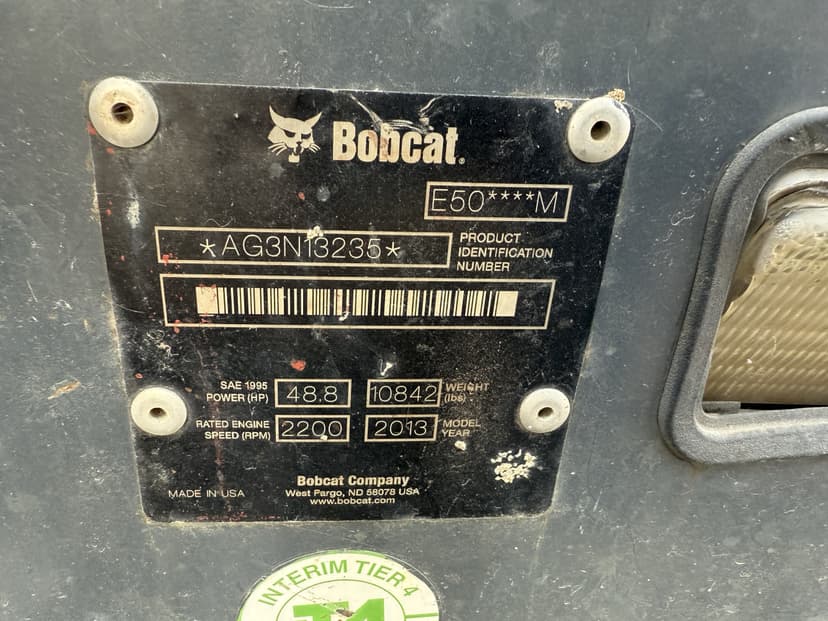 Bobcat.
E50****M
*AG3N13235*
PRODUCT
IDENTIFICATION
NUMBER
SAE 1995
POWER (HP) 48.8 10842 WEIGHT
(lbs)
RATED ENGINE
SPEED (RPM) 2200 2013 MODEL
YEAR
Bobcat Company
MADE IN USA West Fargo, ND 58078 USA
www.bobcat.com
INTERIM TIER 4
T4